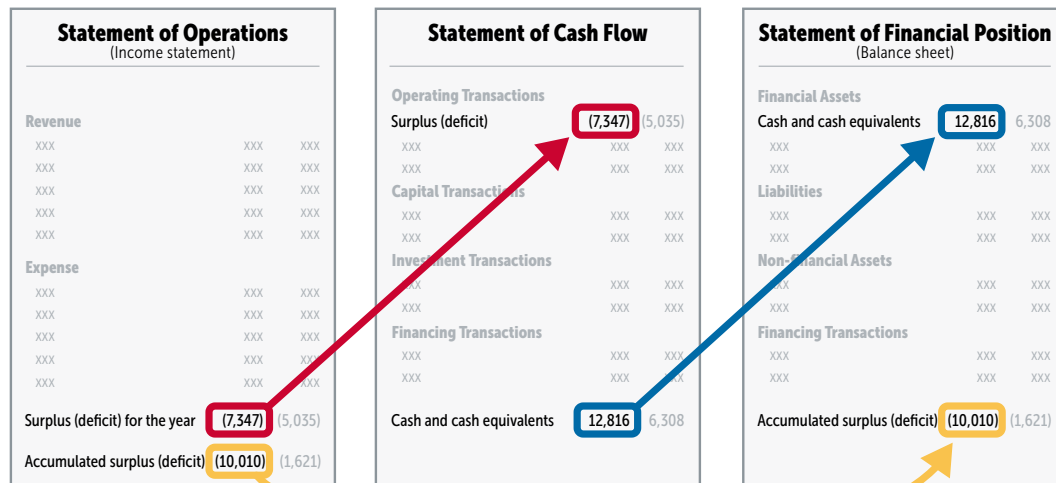 Statement of Operations
(Income statement)
Revenue
xxx xxx xxx
xxx xxx xxx
xxx xxx xxx
xxx xxx xxx
xxx xxx xxx
Expense
xxx xxx xxx
xxx xxx xxx
xxx xxx xxx
xxx xxx xxx
xxx xxx xxx
Surplus (deficit) for the year (7,347) (5,035)
Accumulated surplus (deficit) (10,010) (1,621)
Statement of Cash Flow
Operating Transactions
Surplus (deficit) (7,347) (5,035)
xxx xxx xxx
xxx xxx xxx
Capital Transactions
xxx xxx xxx
xxx xxx xxx
Investment Transactions
xxx xxx xxx
xxx xxx xxx
Financing Transactions
xxx xxx xxx
xxx xxx xxx
Cash and cash equivalents 12,816 6,308
Statement of Financial Position
(Balance sheet)
Financial Assets
Cash and cash equivalents 12,816 6,308
xxx xxx xxx
xxx xxx xxx
Liabilities
xxx xxx xxx
xxx xxx xxx
Non-financial Assets
xxx xxx xxx
xxx xxx xxx
Financing Transactions
xxx xxx xxx
xxx xxx xxx
Accumulated surplus (deficit) (10,010) (1,621)